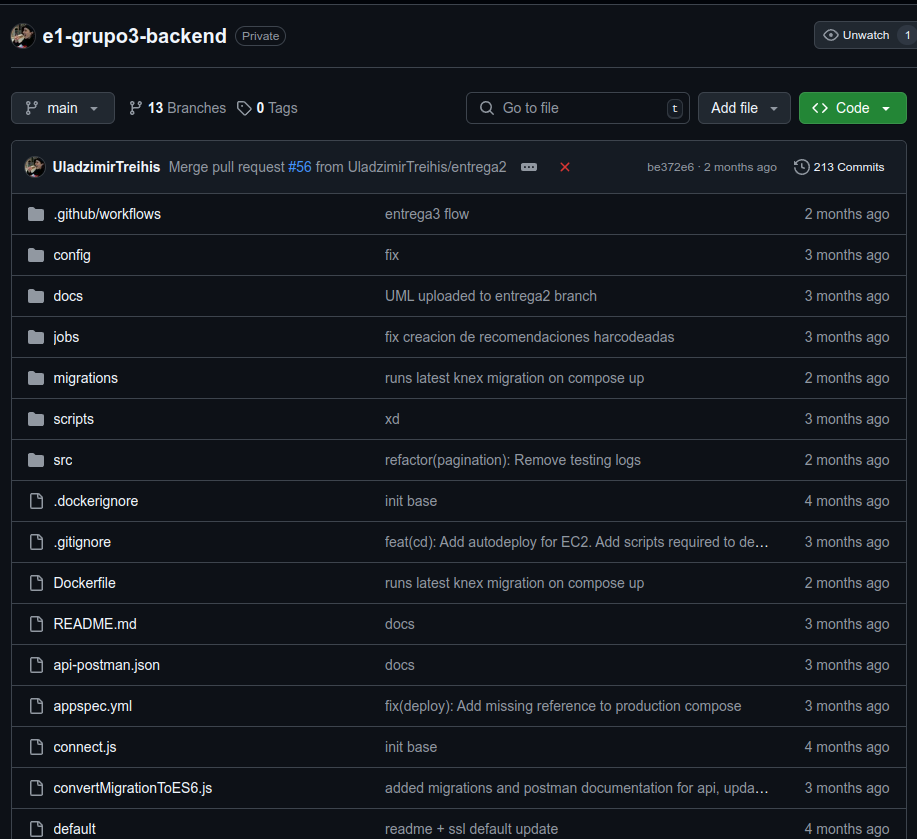 e1-grupo3-backend Private Unwatch 1
main 13 Branches 0 Tags Go to file t Add file Code
UladzimirTreihis Merge pull request #56 from UladzimirTreihis/entrega2 be372e6 · 2 months ago 213 Commits
.github/workflows entrega3 flow 2 months ago
config fix 3 months ago
docs UML uploaded to entrega2 branch 3 months ago
jobs fix creacion de recomendaciones harcodeadas 3 months ago
migrations runs latest knex migration on compose up 2 months ago
scripts xd 3 months ago
src refactor(pagination): Remove testing logs 2 months ago
.dockerignore init base 4 months ago
.gitignore feat(cd): Add autodeploy for EC2. Add scripts required to de... 3 months ago
Dockerfile runs latest knex migration on compose up 2 months ago
README.md docs 3 months ago
api-postman.json docs 3 months ago
appspec.yml fix(deploy): Add missing reference to production compose 3 months ago
connect.js init base 4 months ago
convertMigrationToES6.js added migrations and postman documentation for api, upda... 3 months ago
default readme + ssl default update 4 months ago